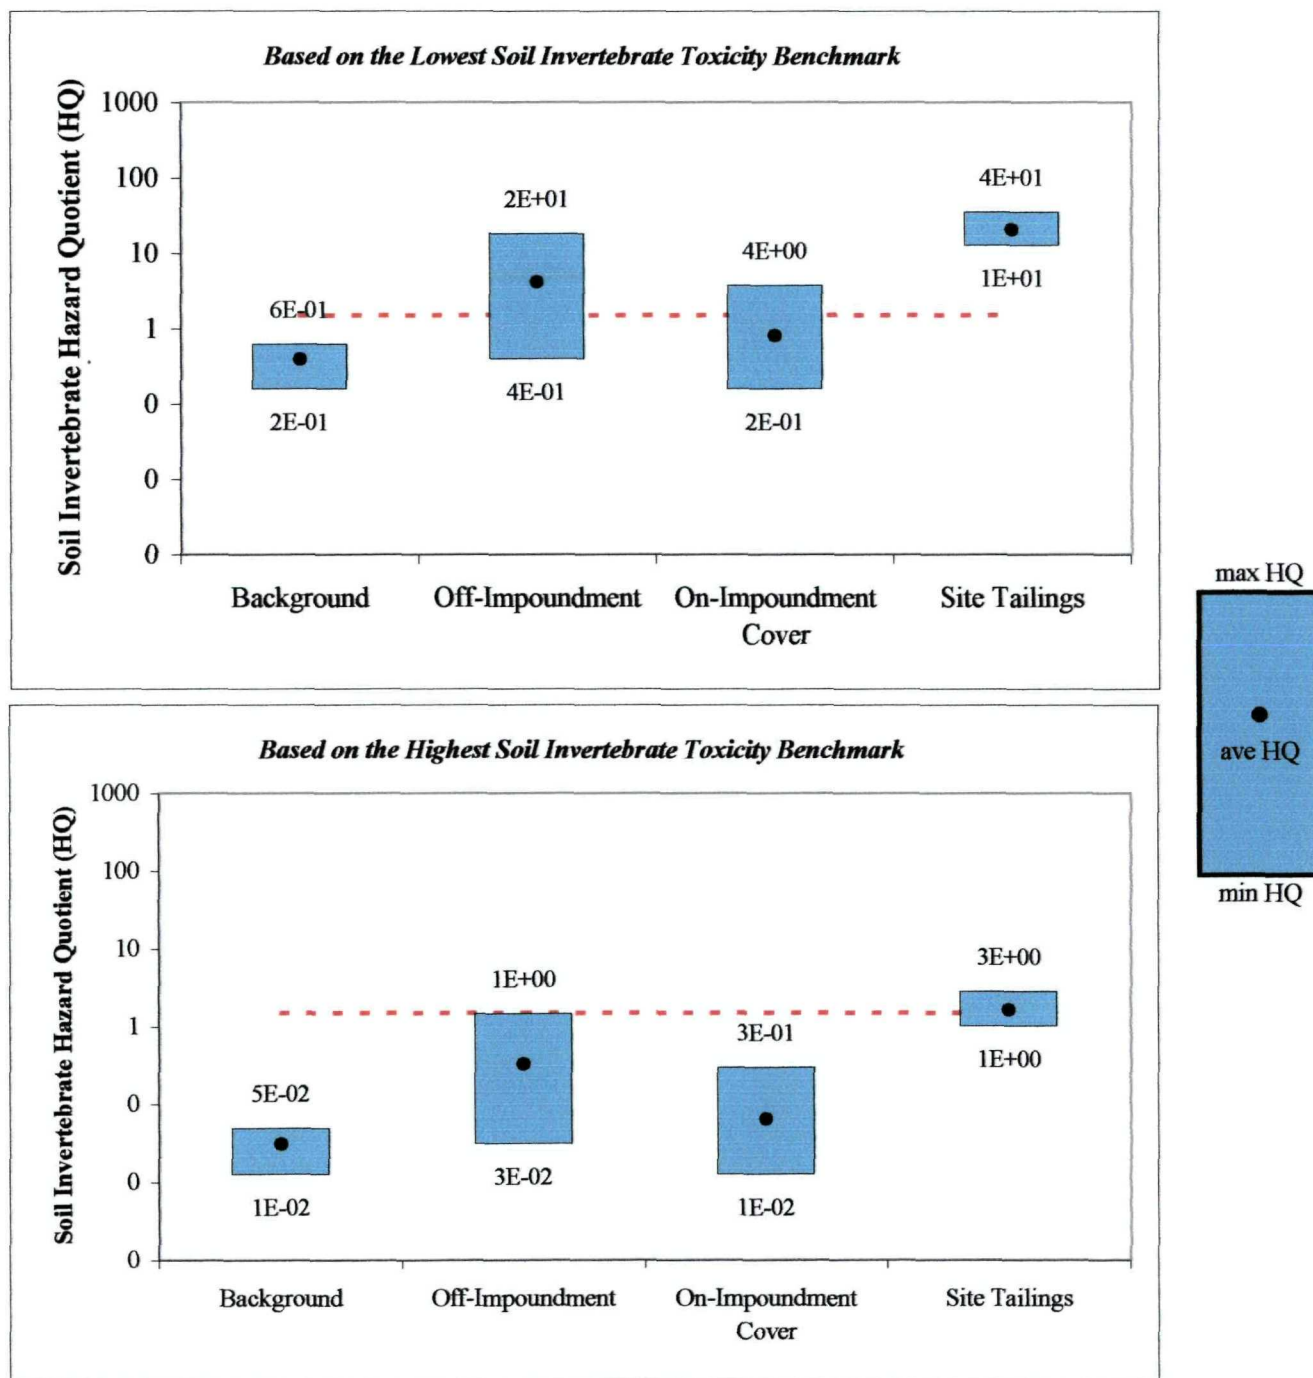 Based on the Lowest Soil Invertebrate Toxicity Benchmark
Soil Invertebrate Hazard Quotient (HQ)
1000
100
10
1
0
0
0
6E-01
2E-01
2E+01
4E-01
4E+00
2E-01
4E+01
1E+01
Background
Off-Impoundment
On-Impoundment
Cover
Site Tailings
Based on the Highest Soil Invertebrate Toxicity Benchmark
Soil Invertebrate Hazard Quotient (HQ)
1000
100
10
1
0
0
0
5E-02
1E-02
1E+00
3E-02
3E-01
1E-02
3E+00
1E+00
Background
Off-Impoundment
On-Impoundment
Cover
Site Tailings
max HQ
ave HQ
min HQ